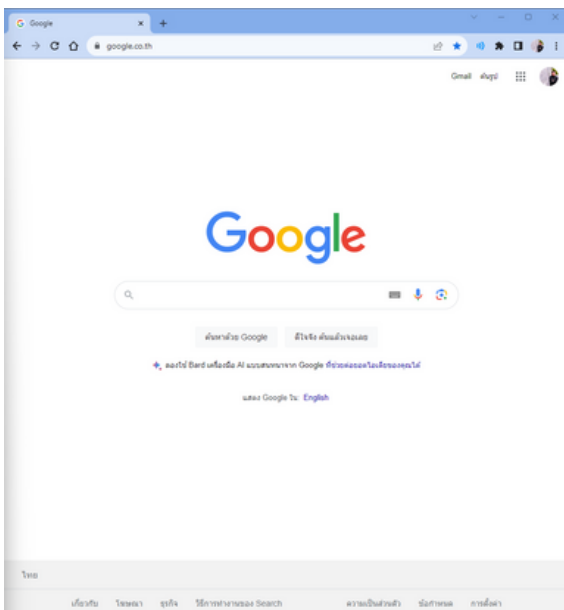 Google
google.co.th
Gmail ค้นรูป
Google
ค้นหาด้วย Google ดีใจจัง ค้นแล้วเจอเลย
ลองใช้ Bard เครื่องมือ AI แบบสนทนาจาก Google ที่ช่วยต่อยอดไอเดียของคุณได้
แสดง Google ใน: English
ไทย
เกี่ยวกับ โฆษณา ธุรกิจ วิธีการทำงานของ Search ความเป็นส่วนตัว ข้อกำหนด การตั้งค่า